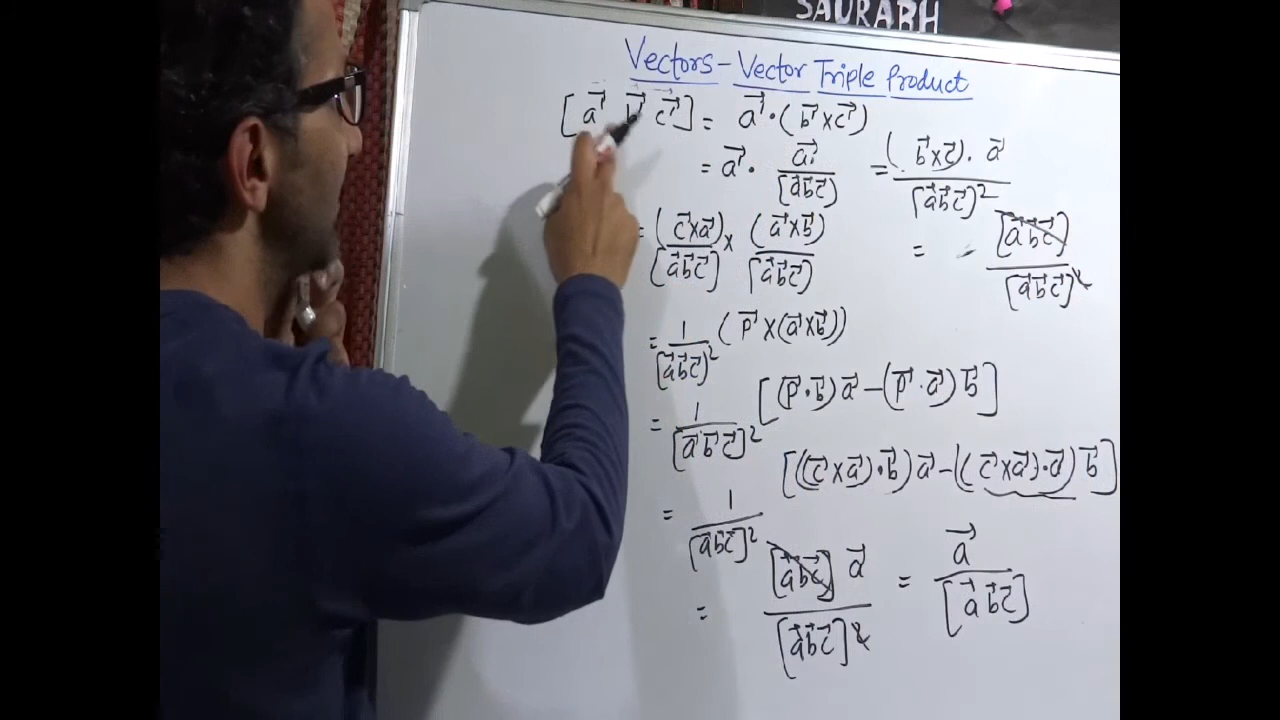 SAURABH
Vectors - Vector Triple Product
[a⃗ b⃗ c⃗] = a⃗ · (b⃗ × c⃗)
= a⃗ · a⃗ / [a⃗ b⃗ c⃗] = (b⃗ × c⃗) · a⃗ / [a⃗ b⃗ c⃗]²
= (c⃗ × a⃗) / [a⃗ b⃗ c⃗] × (a⃗ × b⃗) / [a⃗ b⃗ c⃗] = [a⃗ b⃗ c⃗] / [a⃗ b⃗ c⃗]²
= 1 / [a⃗ b⃗ c⃗]² (p⃗ × (a⃗ × b⃗))
= 1 / [a⃗ b⃗ c⃗]² [(p⃗ · b⃗) a⃗ − (p⃗ · a⃗) b⃗]
= 1 / [a⃗ b⃗ c⃗]² [((c⃗ × a⃗) · b⃗) a⃗ − ((c⃗ × a⃗) · a⃗) b⃗]
= [a⃗ b⃗ c⃗] a⃗ / [a⃗ b⃗ c⃗]² = a⃗ / [a⃗ b⃗ c⃗]